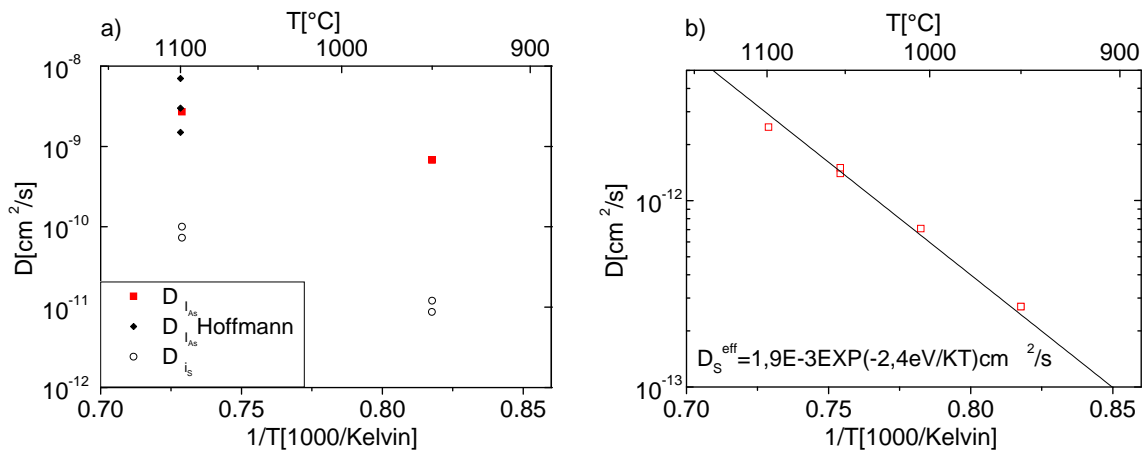 a)
T[°C]
1100 1000 900
10^-8
10^-9
10^-10
10^-11
10^-12
D[cm ^2/s]
D_I_As
D_I_As Hoffmann
D_i_S
0.70 0.75 0.80 0.85
1/T[1000/Kelvin]
b)
T[°C]
1100 1000 900
10^-12
10^-13
D[cm ^2/s]
D_S^eff=1,9E-3EXP(-2,4eV/KT)cm ^2/s
0.70 0.75 0.80 0.85
1/T[1000/Kelvin]